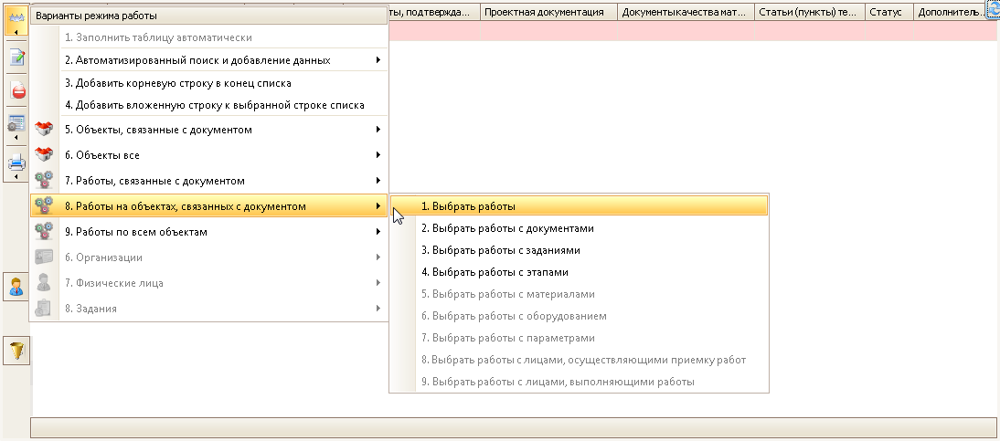 Варианты режима работы
ты, подтвержда... Проектная документация Документы качества мат... Статьи (пункты) те... Статус Дополнитель...
1. Заполнить таблицу автоматически
2. Автоматизированный поиск и добавление данных
3. Добавить корневую строку в конец списка
4. Добавить вложенную строку к выбранной строке списка
5. Объекты, связанные с документом
6. Объекты все
7. Работы, связанные с документом
8. Работы на объектах, связанных с документом
9. Работы по всем объектам
6. Организации
7. Физические лица
8. Задания
1. Выбрать работы
2. Выбрать работы с документами
3. Выбрать работы с заданиями
4. Выбрать работы с этапами
5. Выбрать работы с материалами
6. Выбрать работы с оборудованием
7. Выбрать работы с параметрами
8. Выбрать работы с лицами, осуществляющими приемку работ
9. Выбрать работы с лицами, выполняющими работы